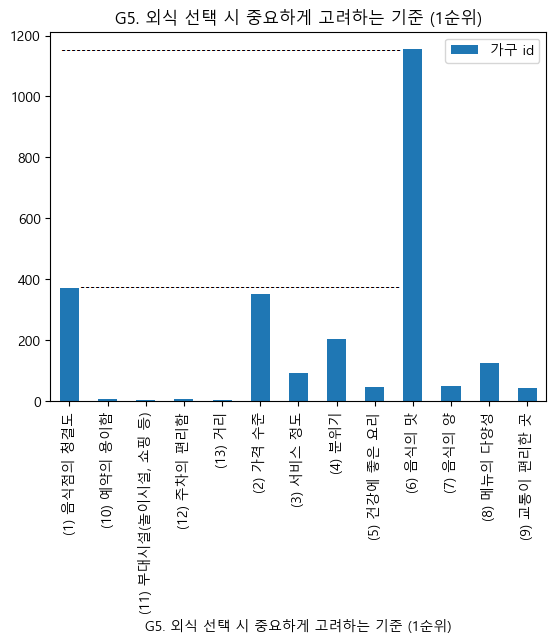 G5. 외식 선택 시 중요하게 고려하는 기준 (1순위)
가구 id
1200
1000
800
600
400
200
0
(1) 음식점의 청결도
(10) 예약의 용이함
(11) 부대시설(놀이시설, 쇼핑 등)
(12) 주차의 편리함
(13) 거리
(2) 가격 수준
(3) 서비스 정도
(4) 분위기
(5) 건강에 좋은 요리
(6) 음식의 맛
(7) 음식의 양
(8) 메뉴의 다양성
(9) 교통이 편리한 곳
G5. 외식 선택 시 중요하게 고려하는 기준 (1순위)